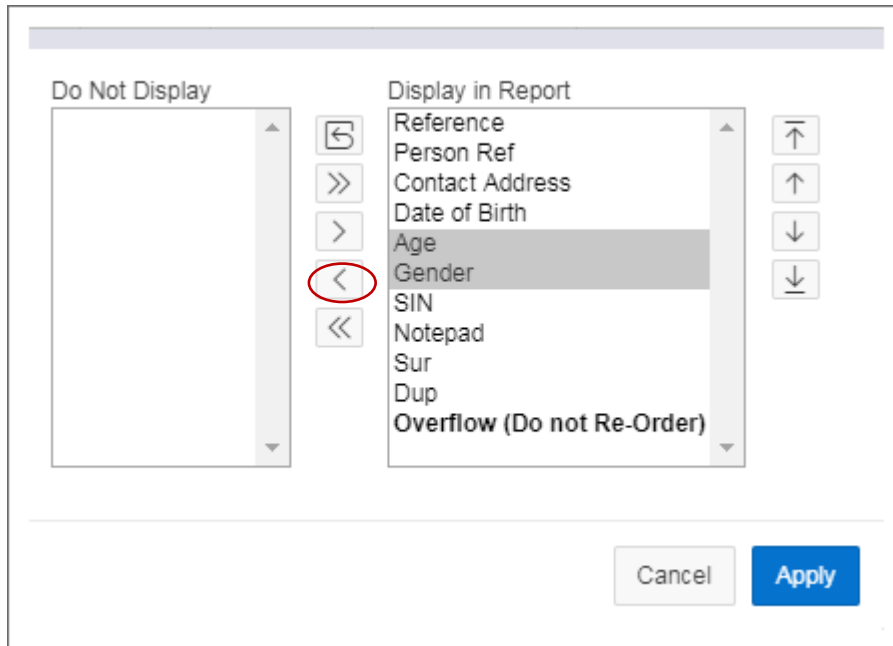 Do Not Display
Display in Report
Reference
Person Ref
Contact Address
Date of Birth
Age
Gender
SIN
Notepad
Sur
Dup
Overflow (Do not Re-Order)
Cancel
Apply